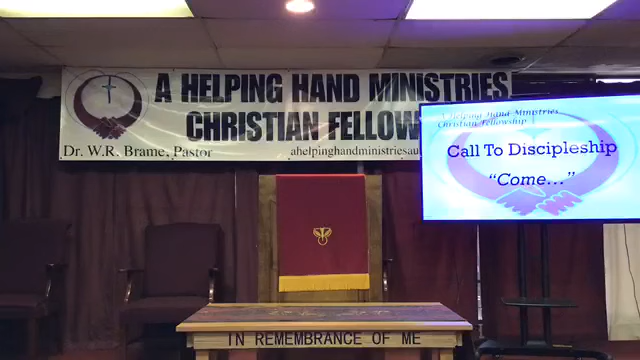 A HELPING HAND MINISTRIES
CHRISTIAN FELLOW
Dr. W.R. Brame, Pastor
ahelpinghandministriesau
A Helping Hand Ministries
Christian Fellowship
Call To Discipleship
“Come...”
IN REMEMBRANCE OF ME